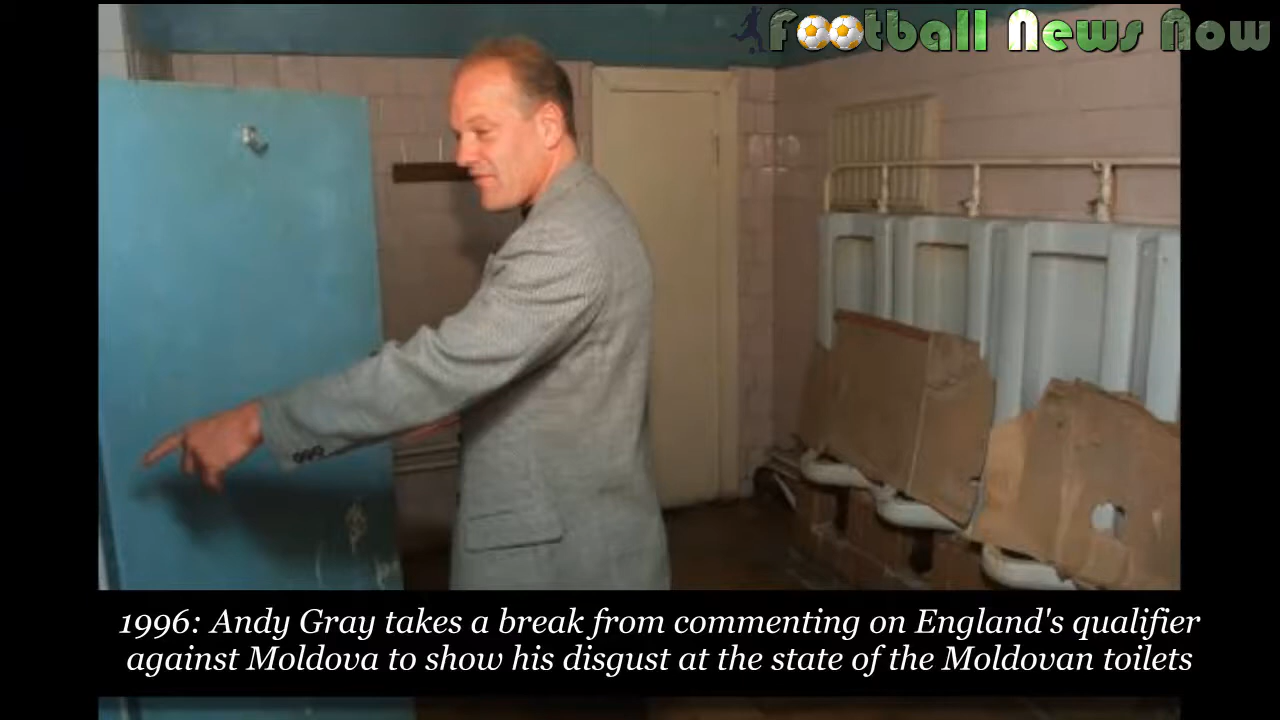 Football News Now
1996: Andy Gray takes a break from commenting on England's qualifier
against Moldova to show his disgust at the state of the Moldovan toilets